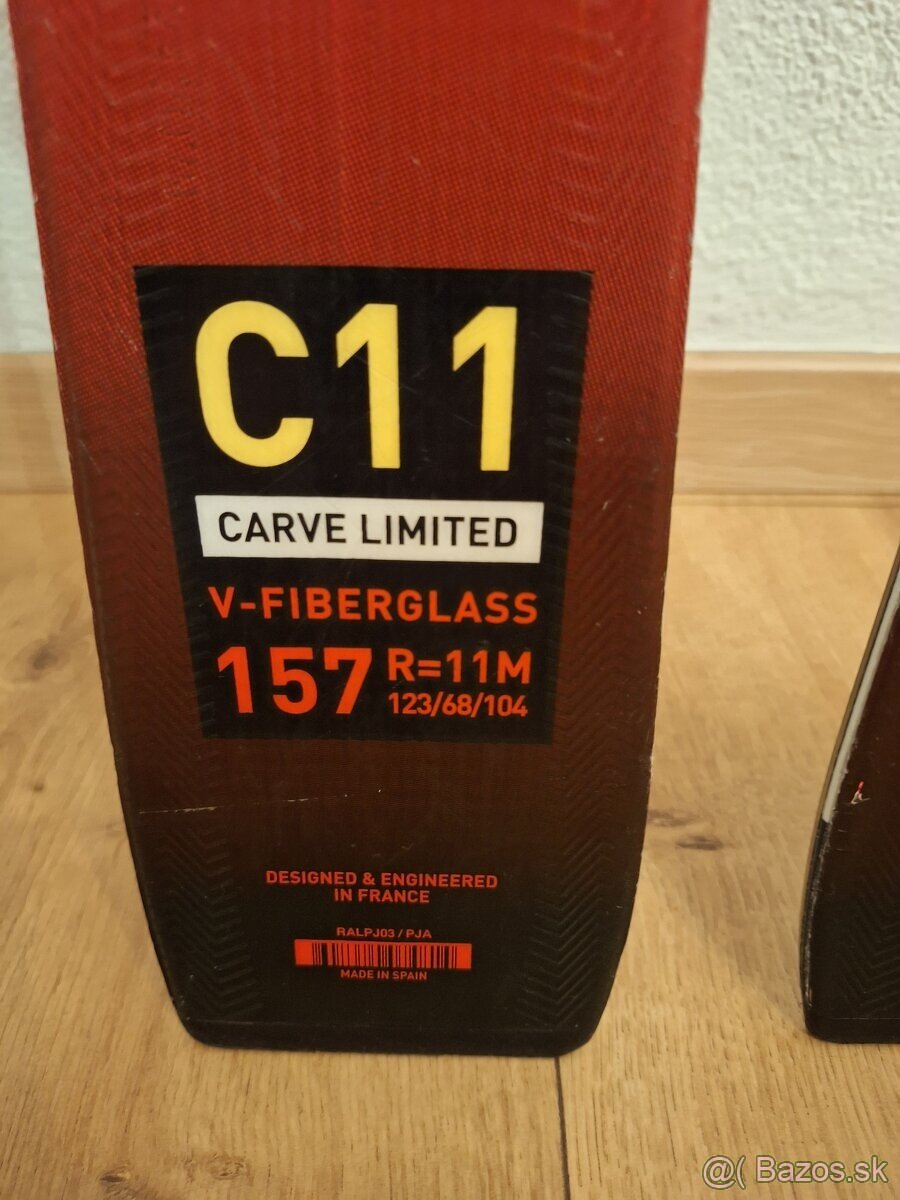 C11
CARVE LIMITED
V-FIBERGLASS
157 R=11M
123/68/104
DESIGNED & ENGINEERED
IN FRANCE
RALPJ03 / PJA
MADE IN SPAIN
@( Bazos.sk